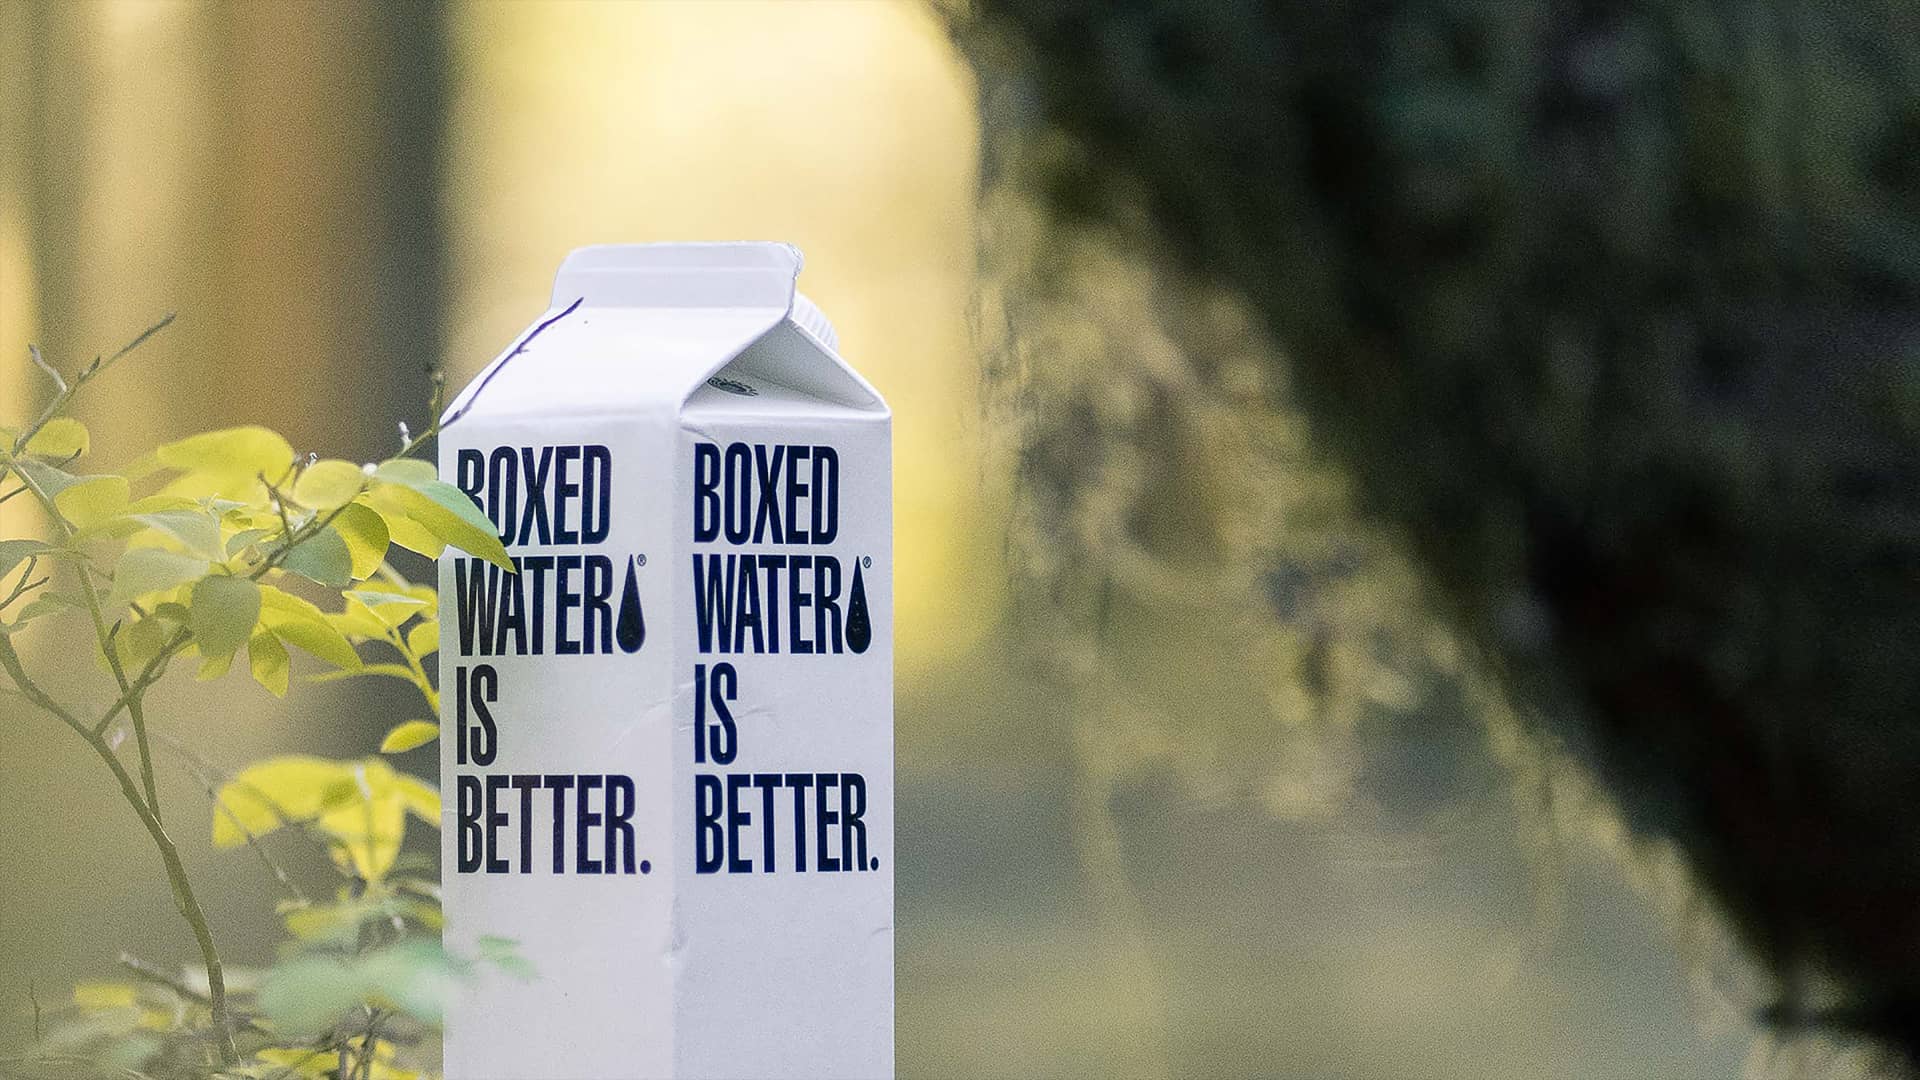 BOXED
WATER®
IS
BETTER.
BOXED
WATER®
IS
BETTER.